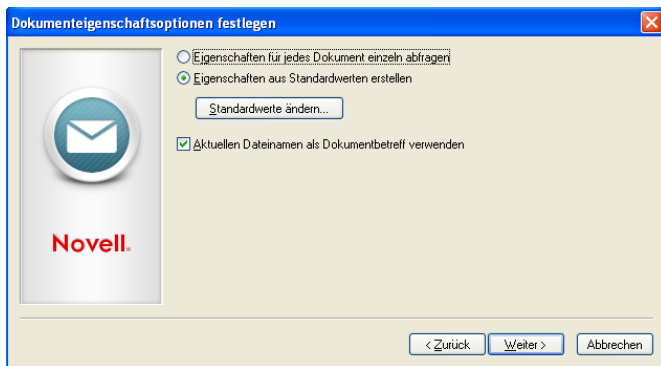 Dokumenteigenschaftsoptionen festlegen
Eigenschaften für jedes Dokument einzeln abfragen
Eigenschaften aus Standardwerten erstellen
Standardwerte ändern...
Aktuellen Dateinamen als Dokumentbetreff verwenden
Novell.
< Zurück
Weiter >
Abbrechen